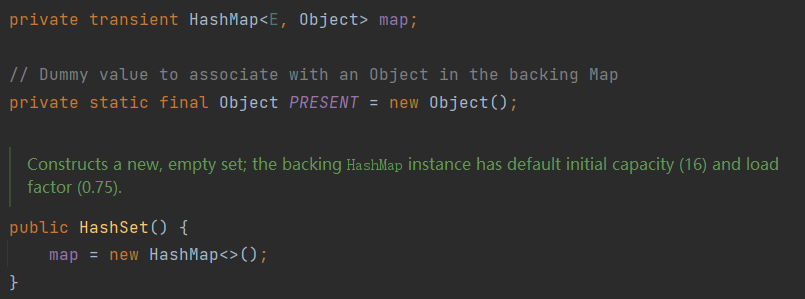 private transient HashMap<E, Object> map;
// Dummy value to associate with an Object in the backing Map
private static final Object PRESENT = new Object();
Constructs a new, empty set; the backing HashMap instance has default initial capacity (16) and load
factor (0.75).
public HashSet() {
map = new HashMap<>();
}